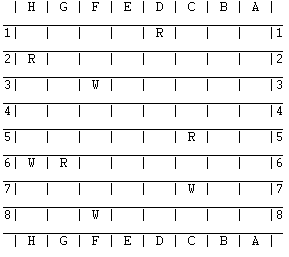 | H | G | F | E | D | C | B | A |
1| | | | | R | | | |1
2| R | | | | | | | |2
3| | | W | | | | | |3
4| | | | | | | | |4
5| | | | | | R | | |5
6| W | R | | | | | | |6
7| | | | | | W | | |7
8| | | W | | | | | |8
| H | G | F | E | D | C | B | A |